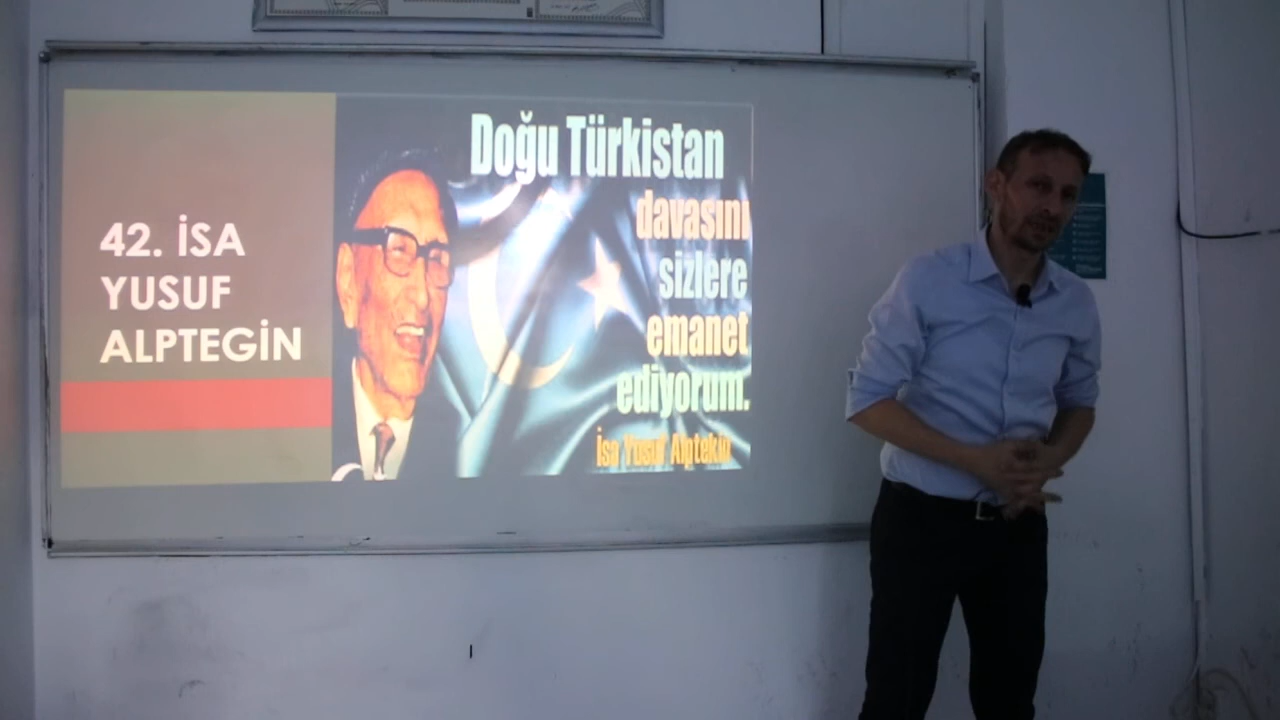 42. İSA
YUSUF
ALPTEGİN
Doğu Türkistan
davasını
sizlere
emanet
ediyorum.
İsa Yusuf Alptekin